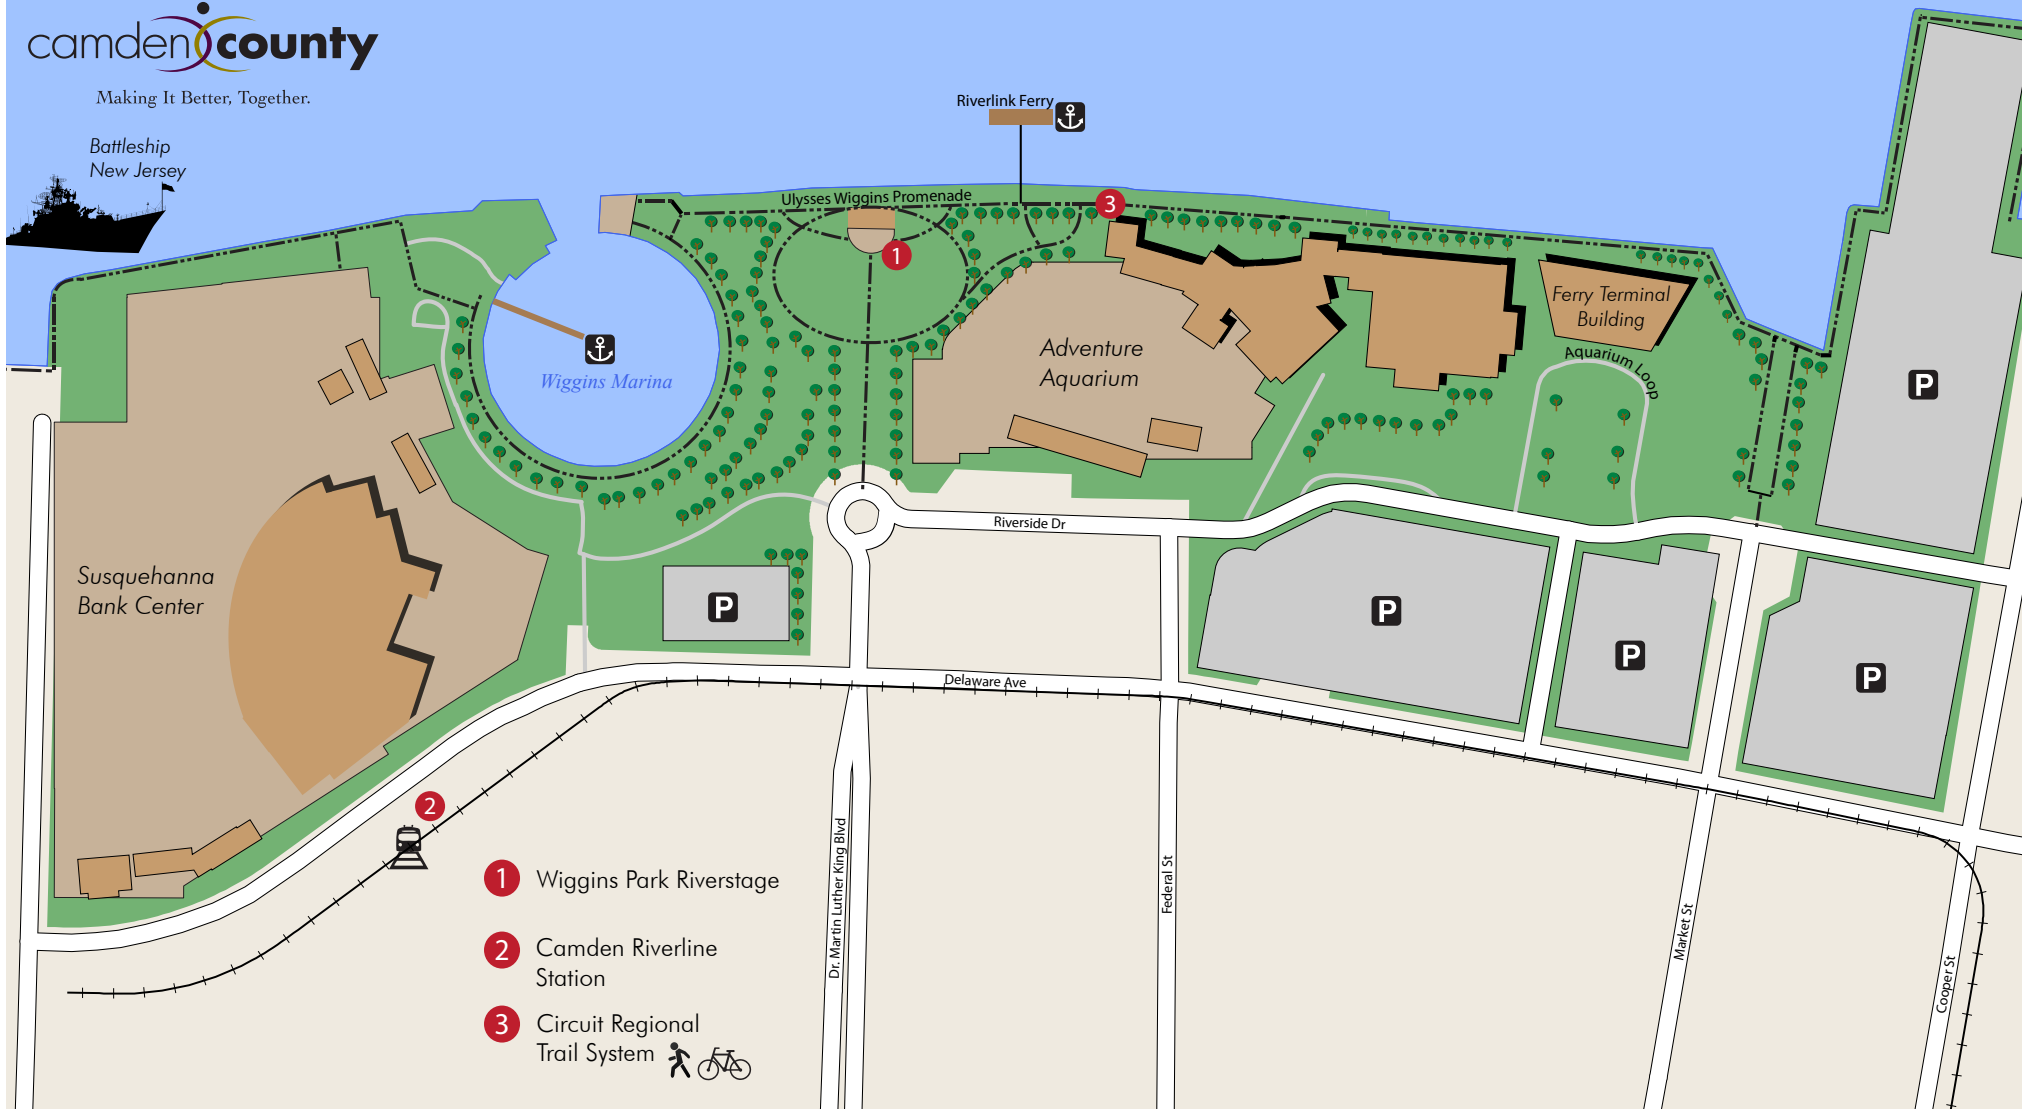 camden county
Making It Better, Together.
Battleship
New Jersey
Riverlink Ferry
Ulysses Wiggins Promenade
3
1
Ferry Terminal
Building
Adventure
Aquarium
Aquarium Loop
Wiggins Marina
P
Riverside Dr
Susquehanna
Bank Center
P
P
P
P
Delaware Ave
2
1 Wiggins Park Riverstage
2 Camden Riverline
Station
3 Circuit Regional
Trail System
Dr. Martin Luther King Blvd
Federal St
Market St
Cooper St